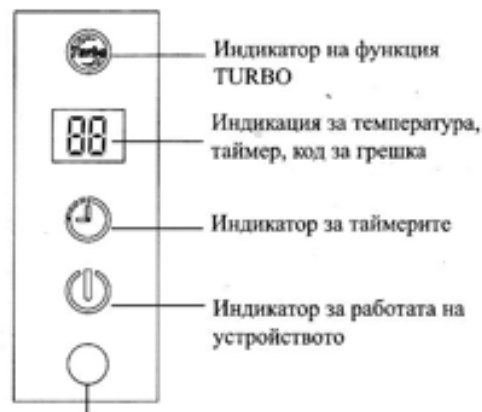 Turbo
Индикатор на функция
TURBO
88
Индикация за температура,
таймер, код за грешка
Индикатор за таймерите
Индикатор за работата на
устройството